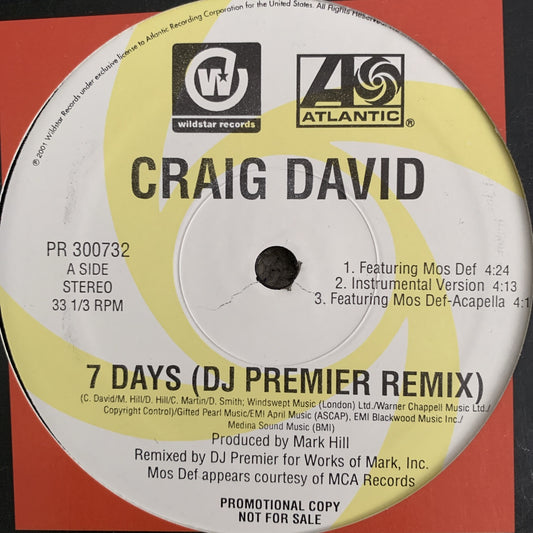 ℗ 2001 Wildstar Records under exclusive license to Atlantic Recording Corporation for the United States. All Rights
W
wildstar records
A
ATLANTIC®
CRAIG DAVID
PR 300732
A SIDE
STEREO
33 1/3 RPM
1. Featuring Mos Def 4:24
2. Instrumental Version 4:13
3. Featuring Mos Def-Acapella 4:1
7 DAYS (DJ PREMIER REMIX)
(C. David/M. Hill/D. Hill/C. Martin/D. Smith; Windswept Music (London) Ltd./Warner Chappell Music Ltd./
Copyright Control)/Gifted Pearl Music/EMI April Music (ASCAP), EMI Blackwood Music Inc./
Medina Sound Music (BMI)
Produced by Mark Hill
Remixed by DJ Premier for Works of Mark, Inc.
Mos Def appears courtesy of MCA Records
PROMOTIONAL COPY
NOT FOR SALE